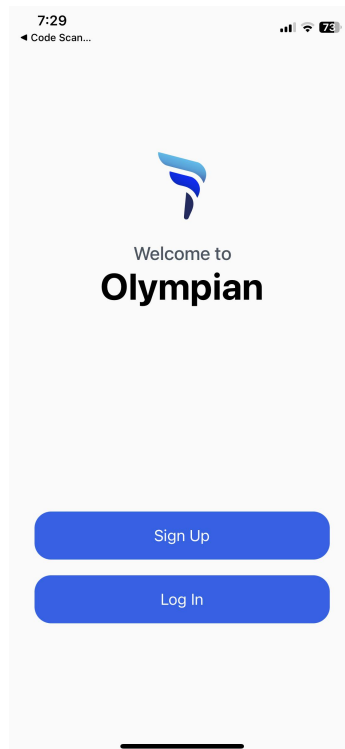 7:29
◀ Code Scan...
73
Welcome to
Olympian
Sign Up
Log In